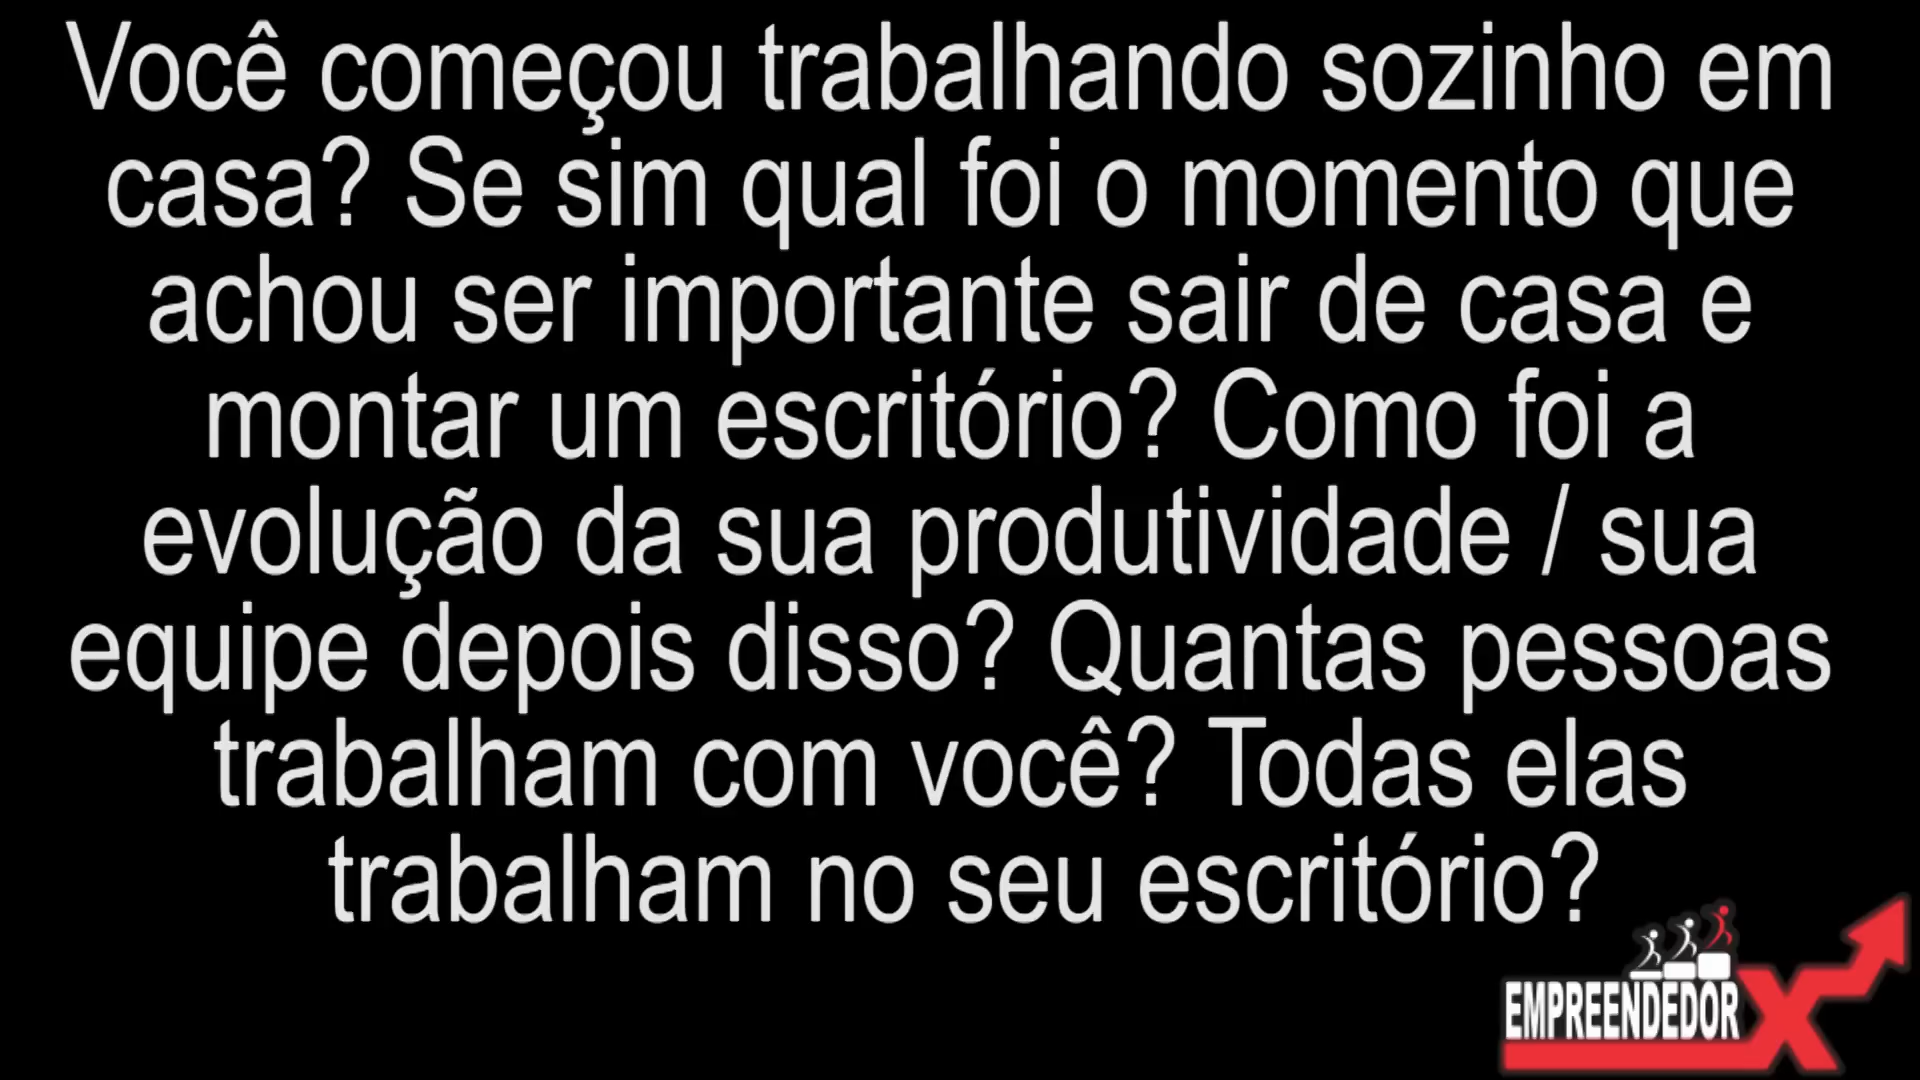 Você começou trabalhando sozinho em
casa? Se sim qual foi o momento que
achou ser importante sair de casa e
montar um escritório? Como foi a
evolução da sua produtividade / sua
equipe depois disso? Quantas pessoas
trabalham com você? Todas elas
trabalham no seu escritório?
EMPREENDEDOR X